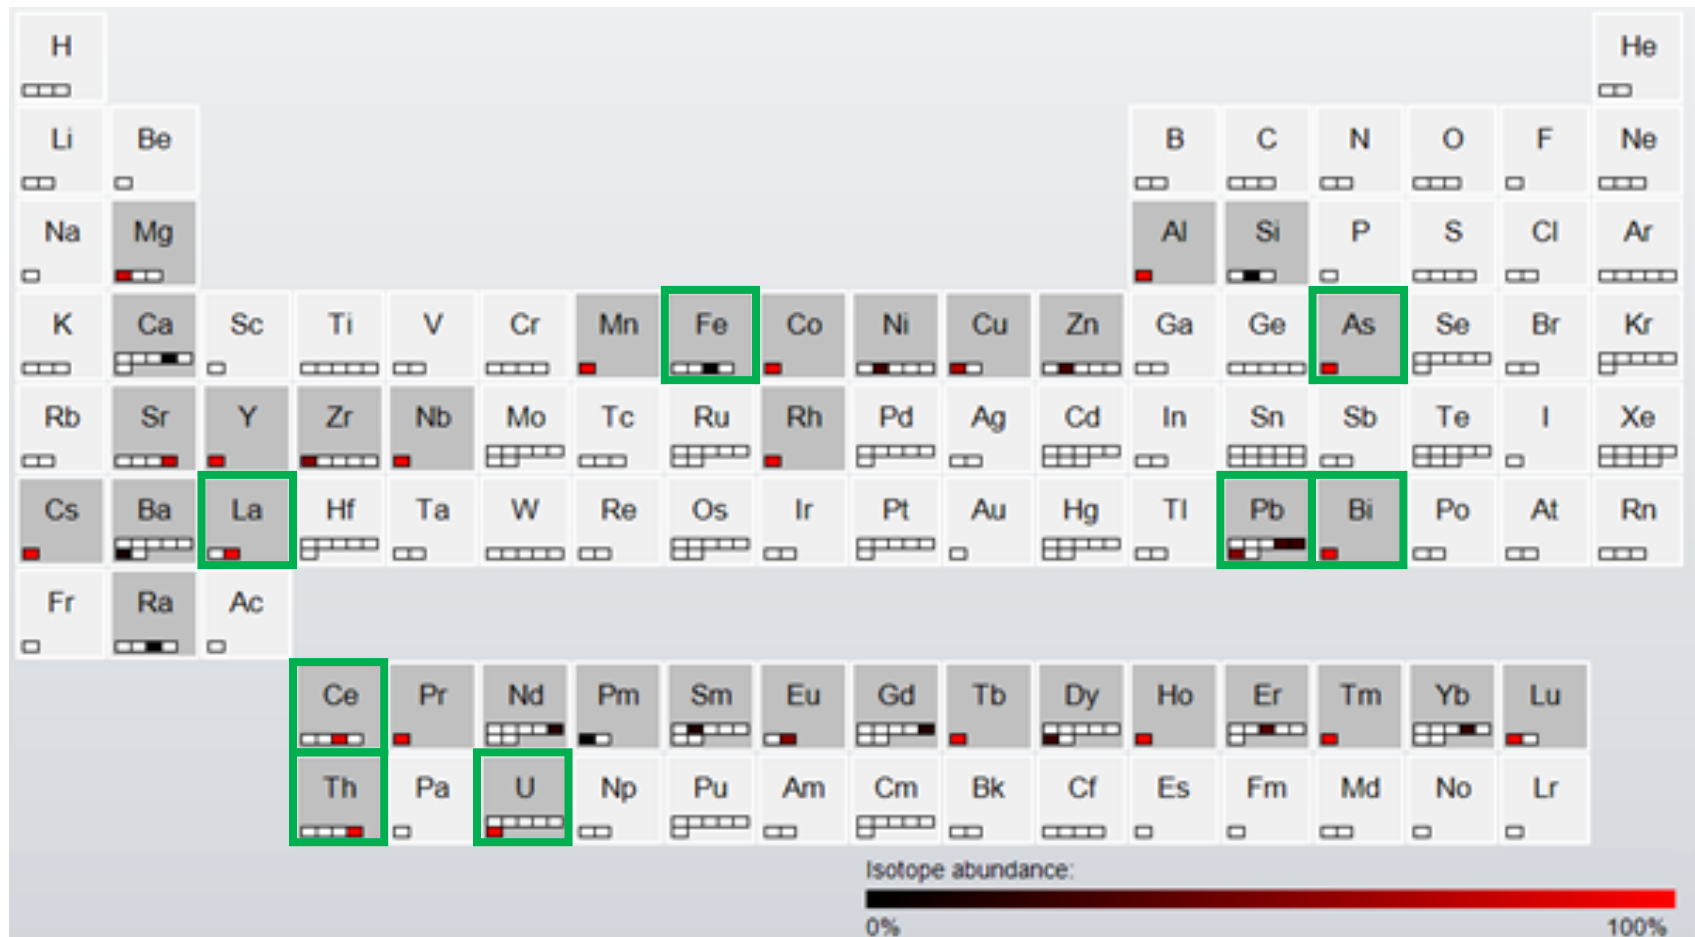 H He
Li Be B C N O F Ne
Na Mg Al Si P S Cl Ar
K Ca Sc Ti V Cr Mn Fe Co Ni Cu Zn Ga Ge As Se Br Kr
Rb Sr Y Zr Nb Mo Tc Ru Rh Pd Ag Cd In Sn Sb Te I Xe
Cs Ba La Hf Ta W Re Os Ir Pt Au Hg Tl Pb Bi Po At Rn
Fr Ra Ac
Ce Pr Nd Pm Sm Eu Gd Tb Dy Ho Er Tm Yb Lu
Th Pa U Np Pu Am Cm Bk Cf Es Fm Md No Lr
Isotope abundance:
0% 100%